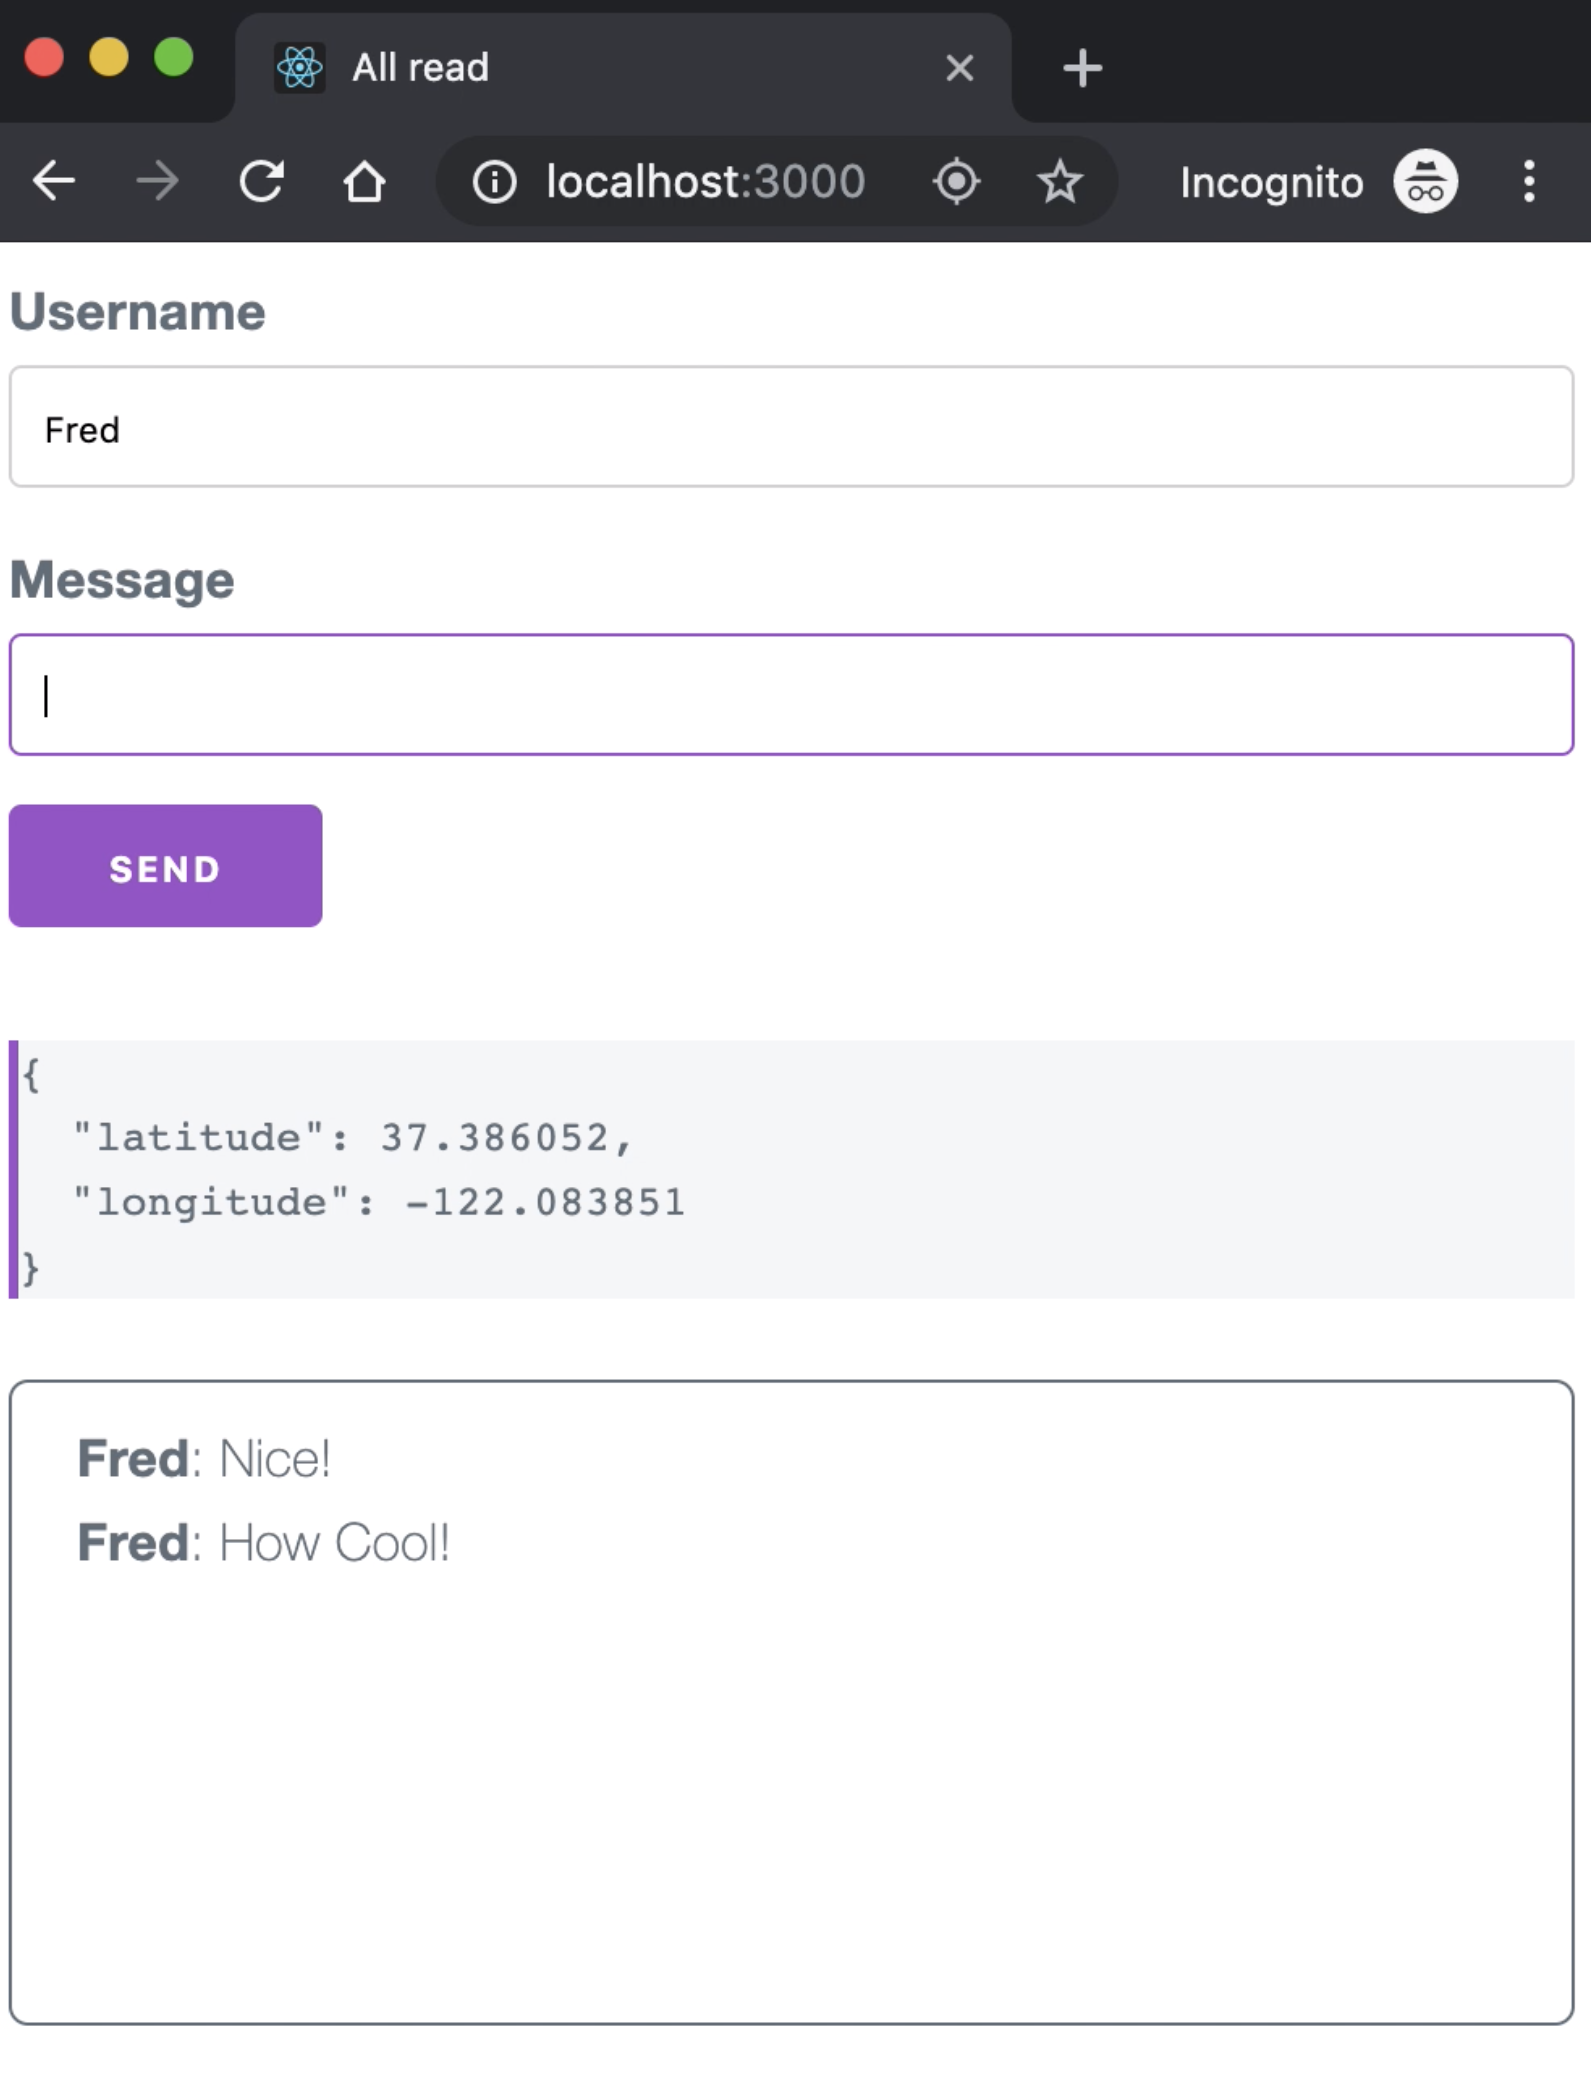 All read
localhost:3000 Incognito
Username
Fred
Message
SEND
{
"latitude": 37.386052,
"longitude": -122.083851
}
Fred: Nice!
Fred: How Cool!